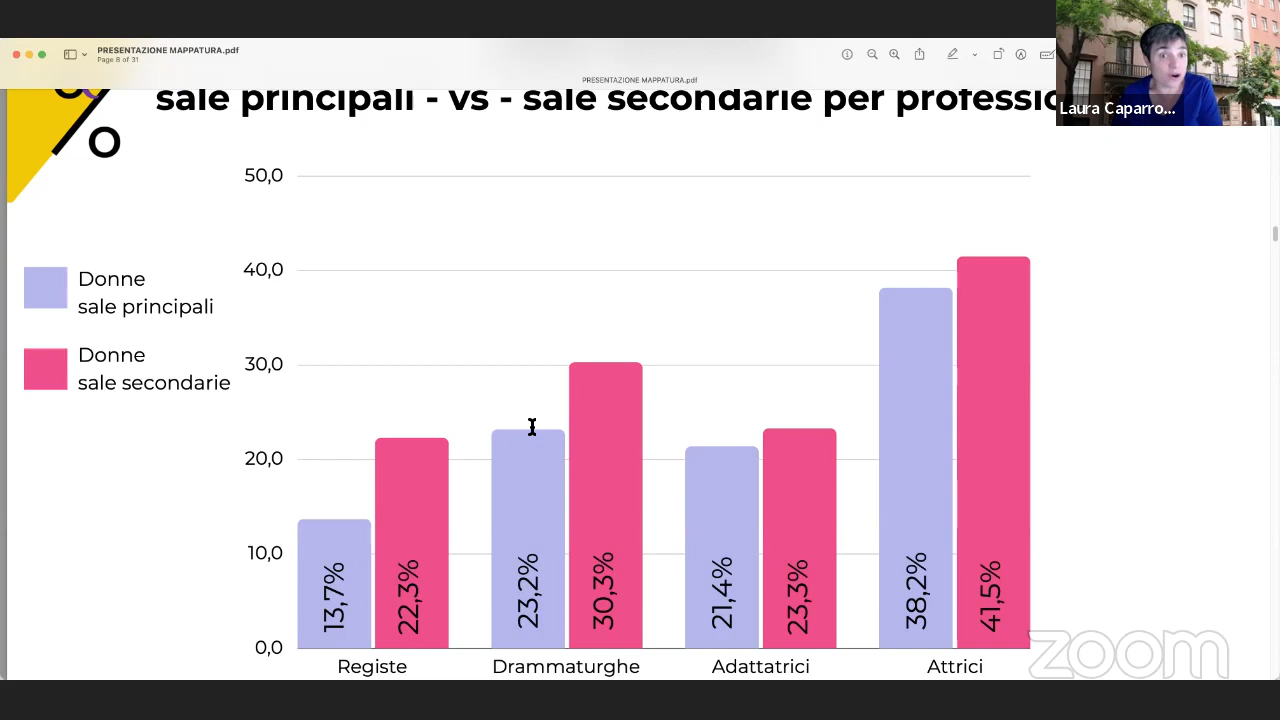 PRESENTAZIONE MAPPATURA.pdf
Page 8 of 31
PRESENTAZIONE MAPPATURA.pdf
sale principali - vs - sale secondarie per professio
Laura Caparro...
%
50,0
40,0
30,0
20,0
10,0
0,0
Donne
sale principali
Donne
sale secondarie
13,7%
22,3%
23,2%
30,3%
21,4%
23,3%
38,2%
41,5%
Registe
Drammaturghe
Adattatrici
Attrici
zoom